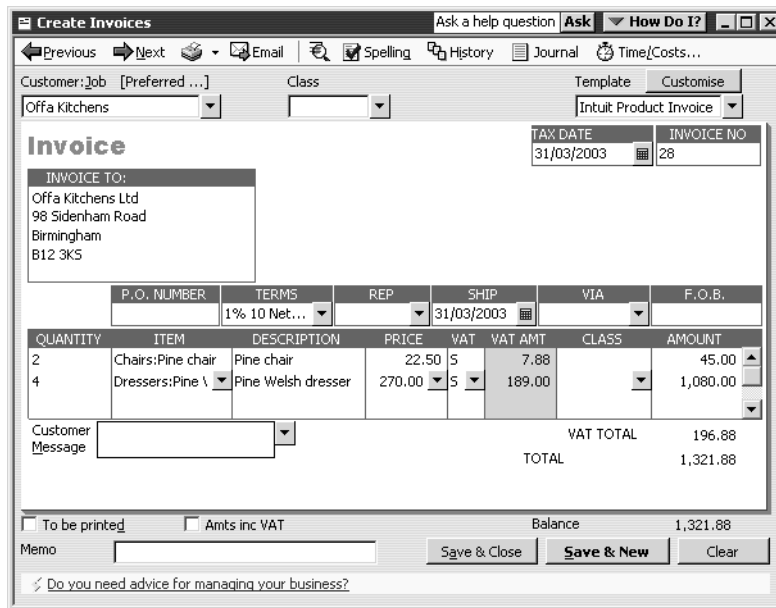 Create Invoices Ask a help question Ask How Do I?
Previous Next Email Spelling History Journal Time/Costs...
Customer:Job [Preferred ...] Class Template Customise
Offa Kitchens Intuit Product Invoice
Invoice
TAX DATE INVOICE NO
31/03/2003 28
INVOICE TO:
Offa Kitchens Ltd
98 Sidenham Road
Birmingham
B12 3KS
P.O. NUMBER TERMS REP SHIP VIA F.O.B.
1% 10 Net... 31/03/2003
QUANTITY ITEM DESCRIPTION PRICE VAT VAT AMT CLASS AMOUNT
2 Chairs:Pine chair Pine chair 22.50 S 7.88 45.00
4 Dressers:Pine \ Pine Welsh dresser 270.00 S 189.00 1,080.00
Customer Message
VAT TOTAL 196.88
TOTAL 1,321.88
To be printed Amts inc VAT Balance 1,321.88
Memo Save & Close Save & New Clear
Do you need advice for managing your business?